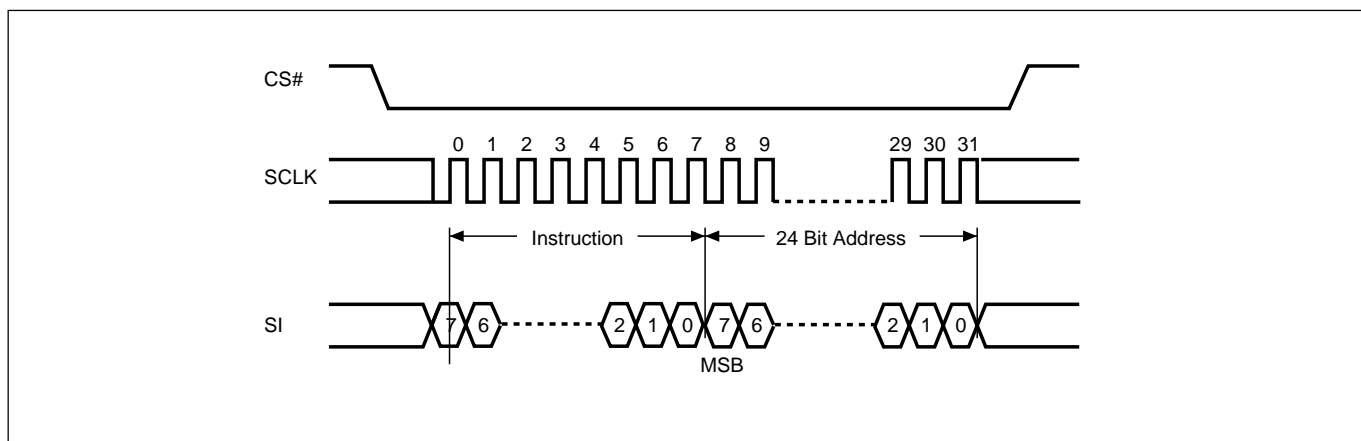 CS#
0 1 2 3 4 5 6 7 8 9 29 30 31
SCLK
Instruction 24 Bit Address
SI 7 6 2 1 0 7 6 2 1 0
MSB